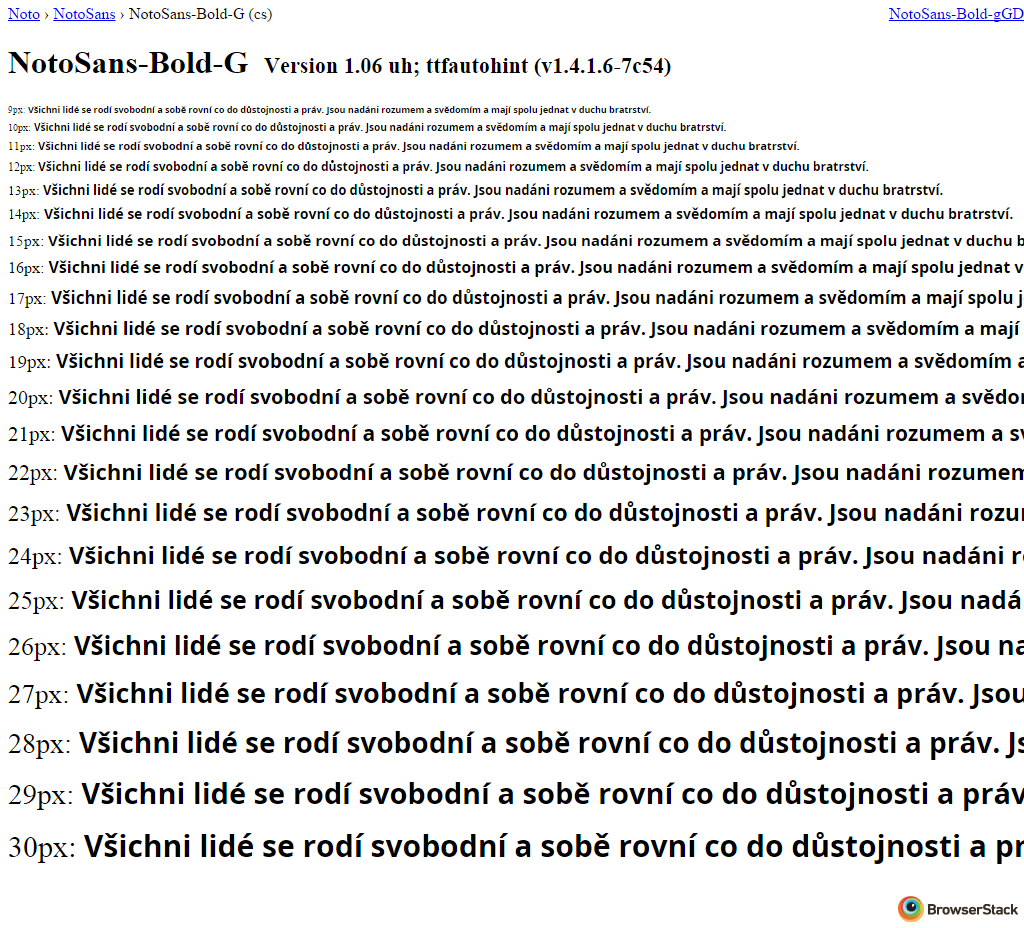 Noto › NotoSans › NotoSans-Bold-G (cs) NotoSans-Bold-gGD
NotoSans-Bold-G Version 1.06 uh; ttfautohint (v1.4.1.6-7c54)
9px: Všichni lidé se rodí svobodní a sobě rovní co do důstojnosti a práv. Jsou nadáni rozumem a svědomím a mají spolu jednat v duchu bratrství.
10px: Všichni lidé se rodí svobodní a sobě rovní co do důstojnosti a práv. Jsou nadáni rozumem a svědomím a mají spolu jednat v duchu bratrství.
11px: Všichni lidé se rodí svobodní a sobě rovní co do důstojnosti a práv. Jsou nadáni rozumem a svědomím a mají spolu jednat v duchu bratrství.
12px: Všichni lidé se rodí svobodní a sobě rovní co do důstojnosti a práv. Jsou nadáni rozumem a svědomím a mají spolu jednat v duchu bratrství.
13px: Všichni lidé se rodí svobodní a sobě rovní co do důstojnosti a práv. Jsou nadáni rozumem a svědomím a mají spolu jednat v duchu bratrství.
14px: Všichni lidé se rodí svobodní a sobě rovní co do důstojnosti a práv. Jsou nadáni rozumem a svědomím a mají spolu jednat v duchu bratrství.
15px: Všichni lidé se rodí svobodní a sobě rovní co do důstojnosti a práv. Jsou nadáni rozumem a svědomím a mají spolu jednat v duchu b
16px: Všichni lidé se rodí svobodní a sobě rovní co do důstojnosti a práv. Jsou nadáni rozumem a svědomím a mají spolu jednat v
17px: Všichni lidé se rodí svobodní a sobě rovní co do důstojnosti a práv. Jsou nadáni rozumem a svědomím a mají spolu j
18px: Všichni lidé se rodí svobodní a sobě rovní co do důstojnosti a práv. Jsou nadáni rozumem a svědomím a mají
19px: Všichni lidé se rodí svobodní a sobě rovní co do důstojnosti a práv. Jsou nadáni rozumem a svědomím a
20px: Všichni lidé se rodí svobodní a sobě rovní co do důstojnosti a práv. Jsou nadáni rozumem a svědo
21px: Všichni lidé se rodí svobodní a sobě rovní co do důstojnosti a práv. Jsou nadáni rozumem a sv
22px: Všichni lidé se rodí svobodní a sobě rovní co do důstojnosti a práv. Jsou nadáni rozumem
23px: Všichni lidé se rodí svobodní a sobě rovní co do důstojnosti a práv. Jsou nadáni rozu
24px: Všichni lidé se rodí svobodní a sobě rovní co do důstojnosti a práv. Jsou nadáni r
25px: Všichni lidé se rodí svobodní a sobě rovní co do důstojnosti a práv. Jsou nadá
26px: Všichni lidé se rodí svobodní a sobě rovní co do důstojnosti a práv. Jsou na
27px: Všichni lidé se rodí svobodní a sobě rovní co do důstojnosti a práv. Jsou
28px: Všichni lidé se rodí svobodní a sobě rovní co do důstojnosti a práv. Js
29px: Všichni lidé se rodí svobodní a sobě rovní co do důstojnosti a práv
30px: Všichni lidé se rodí svobodní a sobě rovní co do důstojnosti a pr
BrowserStack